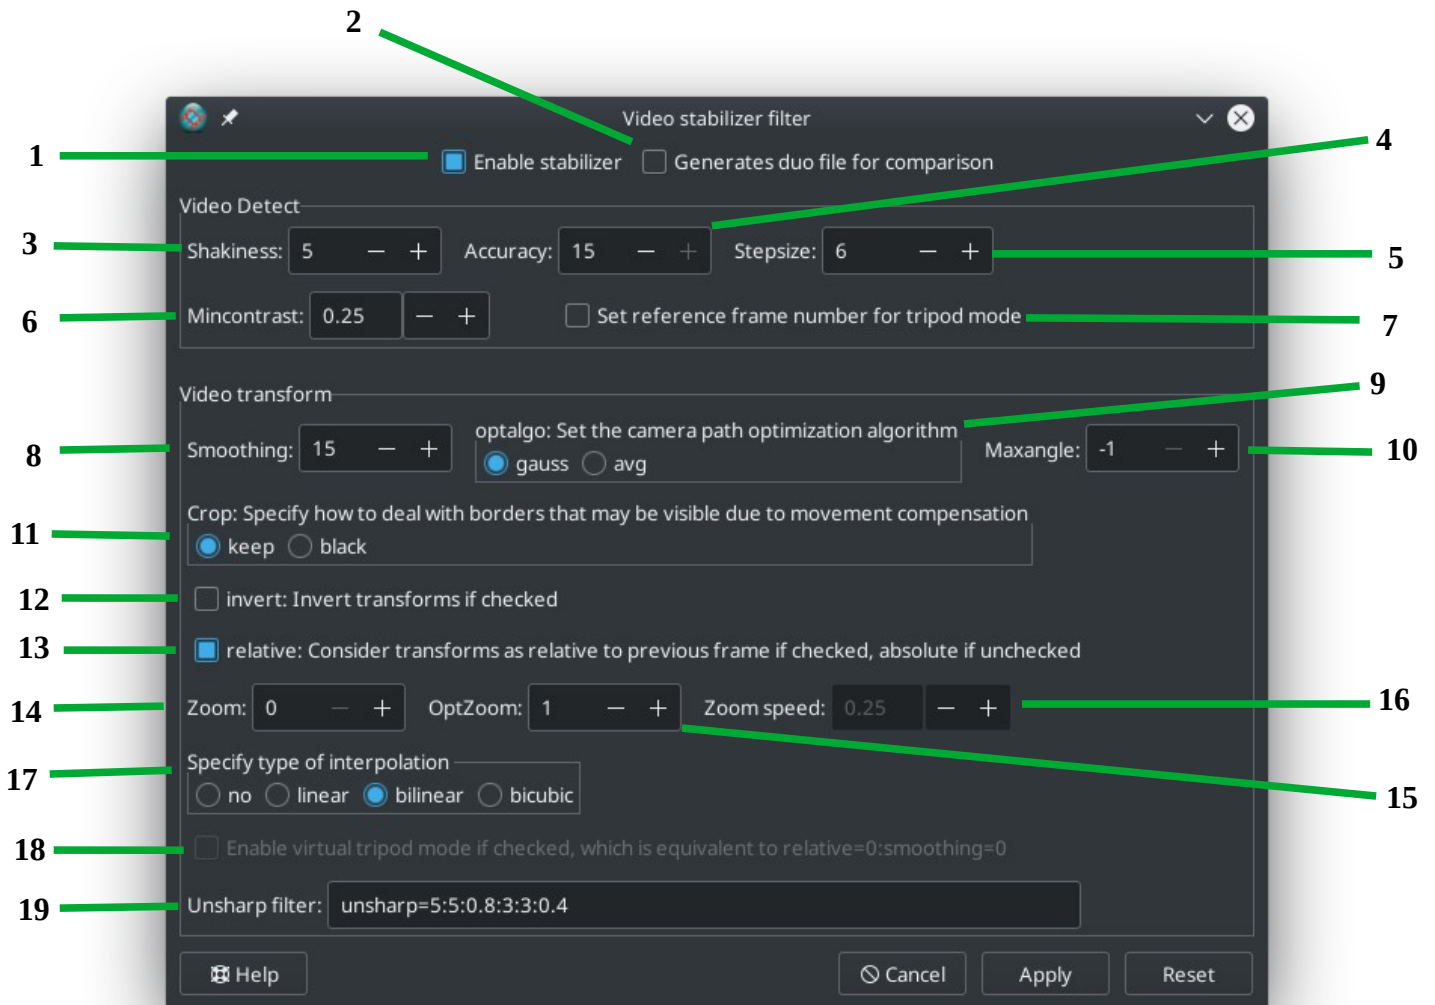 2
Video stabilizer filter
1
Enable stabilizer Generates duo file for comparison
4
Video Detect
3
Shakiness: 5 − + Accuracy: 15 − + Stepsize: 6 − +
5
6
Mincontrast: 0.25 − + Set reference frame number for tripod mode
7
Video transform
9
8
Smoothing: 15 − +
optalgo: Set the camera path optimization algorithm
gauss avg
Maxangle: -1 − +
10
Crop: Specify how to deal with borders that may be visible due to movement compensation
11
keep black
12
invert: Invert transforms if checked
13
relative: Consider transforms as relative to previous frame if checked, absolute if unchecked
14
Zoom: 0 − + OptZoom: 1 − + Zoom speed: 0.25 − +
16
17
Specify type of interpolation
no linear bilinear bicubic
15
18
Enable virtual tripod mode if checked, which is equivalent to relative=0:smoothing=0
19
Unsharp filter: unsharp=5:5:0.8:3:3:0.4
Help Cancel Apply Reset